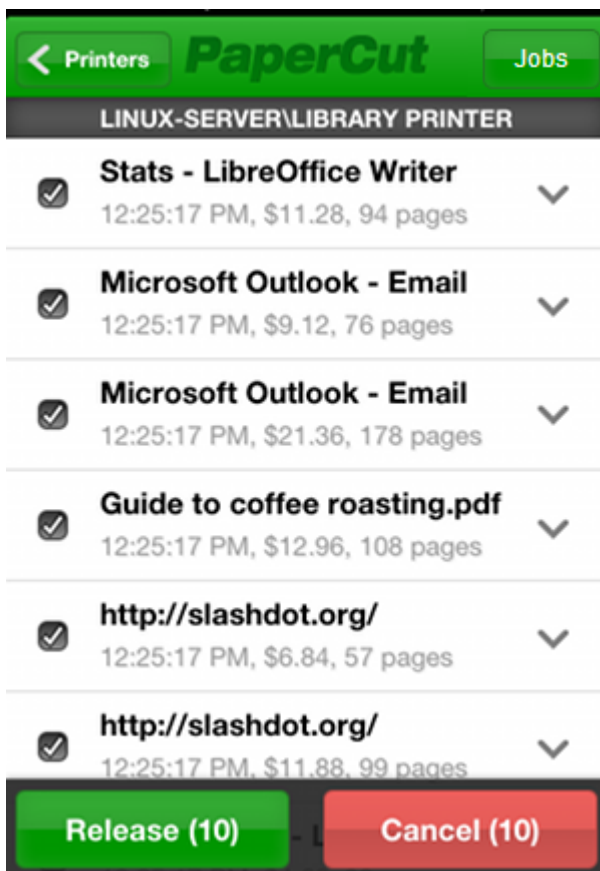 Printers
PaperCut
Jobs
LINUX-SERVER\LIBRARY PRINTER
Stats - LibreOffice Writer
12:25:17 PM, $11.28, 94 pages
Microsoft Outlook - Email
12:25:17 PM, $9.12, 76 pages
Microsoft Outlook - Email
12:25:17 PM, $21.36, 178 pages
Guide to coffee roasting.pdf
12:25:17 PM, $12.96, 108 pages
http://slashdot.org/
12:25:17 PM, $6.84, 57 pages
http://slashdot.org/
12:25:17 PM, $11.88, 99 pages
Release (10)
Cancel (10)